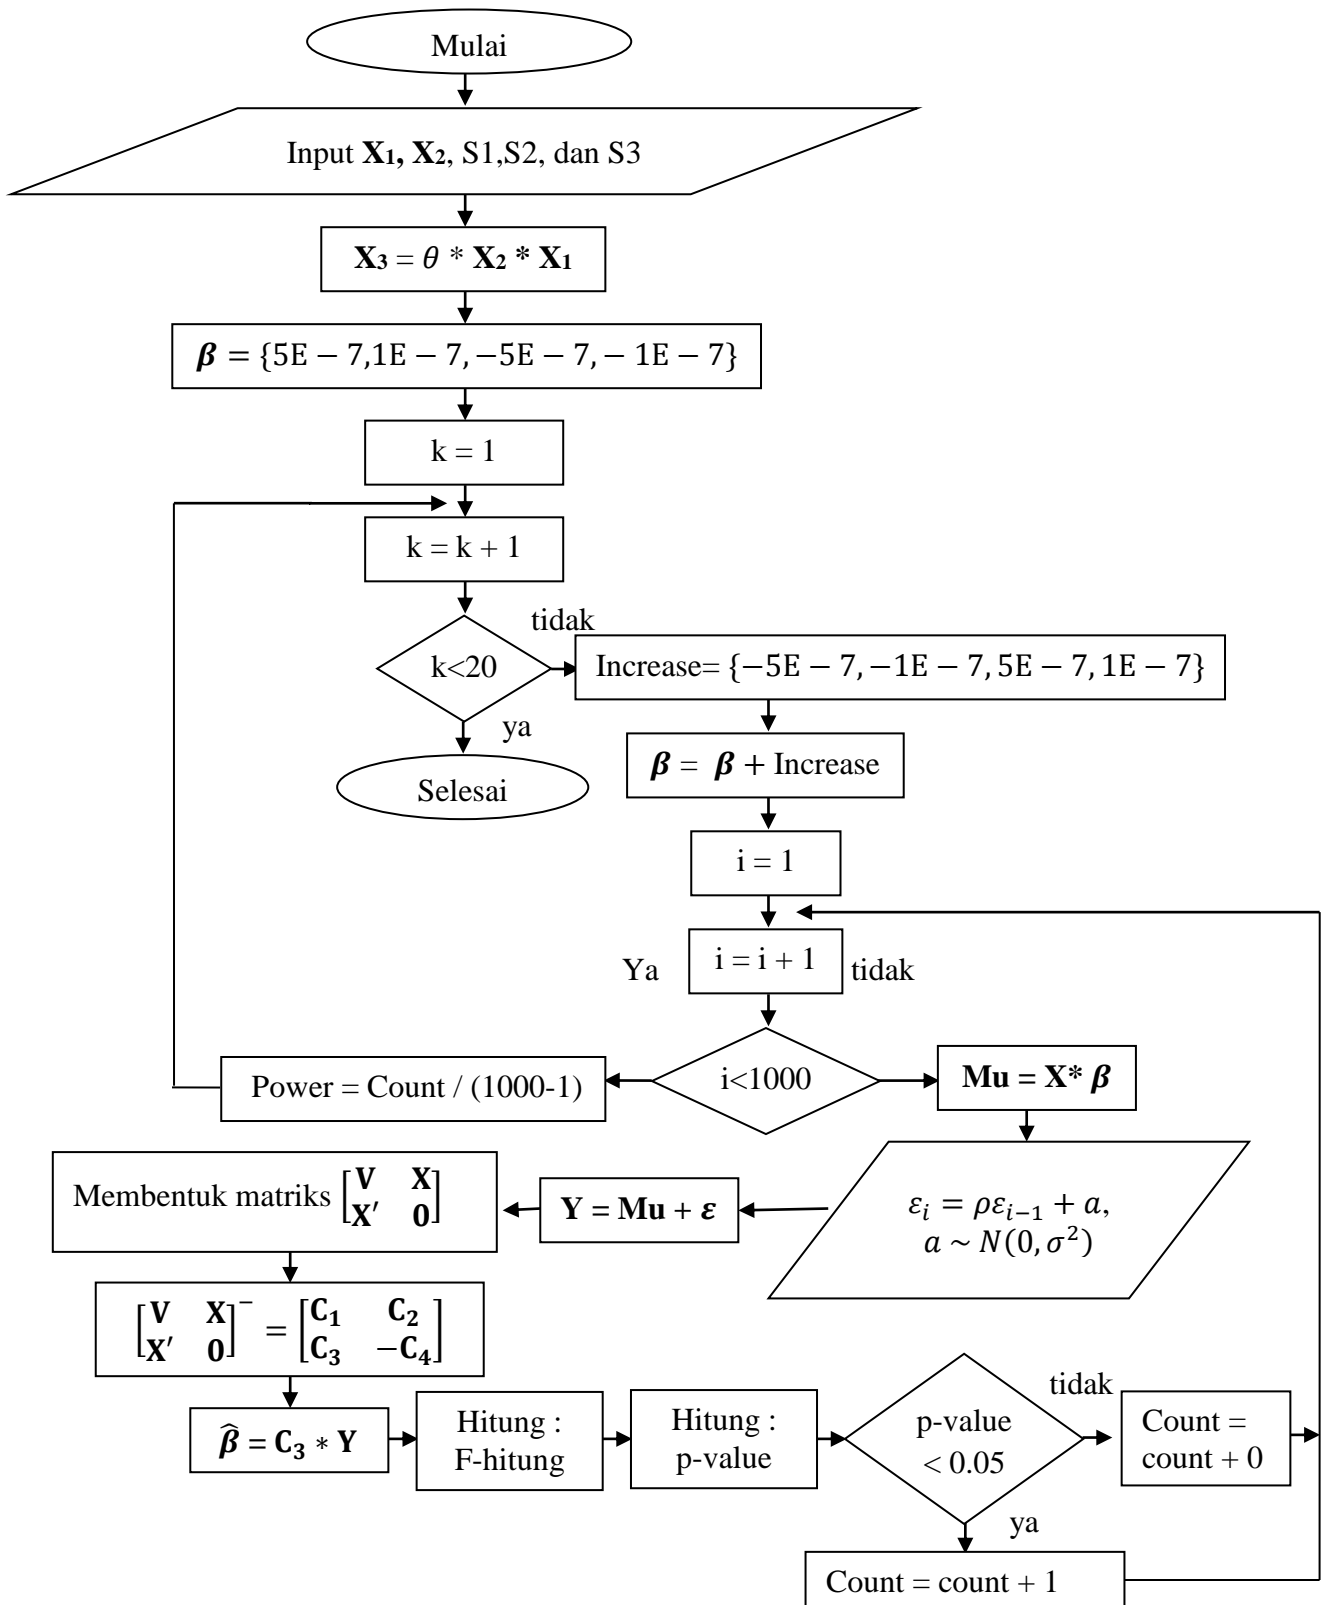 Mulai
Input X₁, X₂, S1,S2, dan S3
X₃ = θ * X₂ * X₁
β = {5E − 7,1E − 7, −5E − 7, − 1E − 7}
k = 1
k = k + 1
tidak
k<20
Increase= {−5E − 7, −1E − 7, 5E − 7, 1E − 7}
ya
β = β + Increase
Selesai
i = 1
Ya
i = i + 1
tidak
Power = Count / (1000-1)
i<1000
Mu = X* β
Membentuk matriks [V X
X′ 0]
Y = Mu + ε
εᵢ = ρεᵢ₋₁ + a,
a ~ N(0, σ²)
[V X
X′ 0]⁻ = [C₁ C₂
C₃ −C₄]
β̂ = C₃ * Y
Hitung :
F-hitung
Hitung :
p-value
p-value
< 0.05
tidak
Count =
count + 0
ya
Count = count + 1